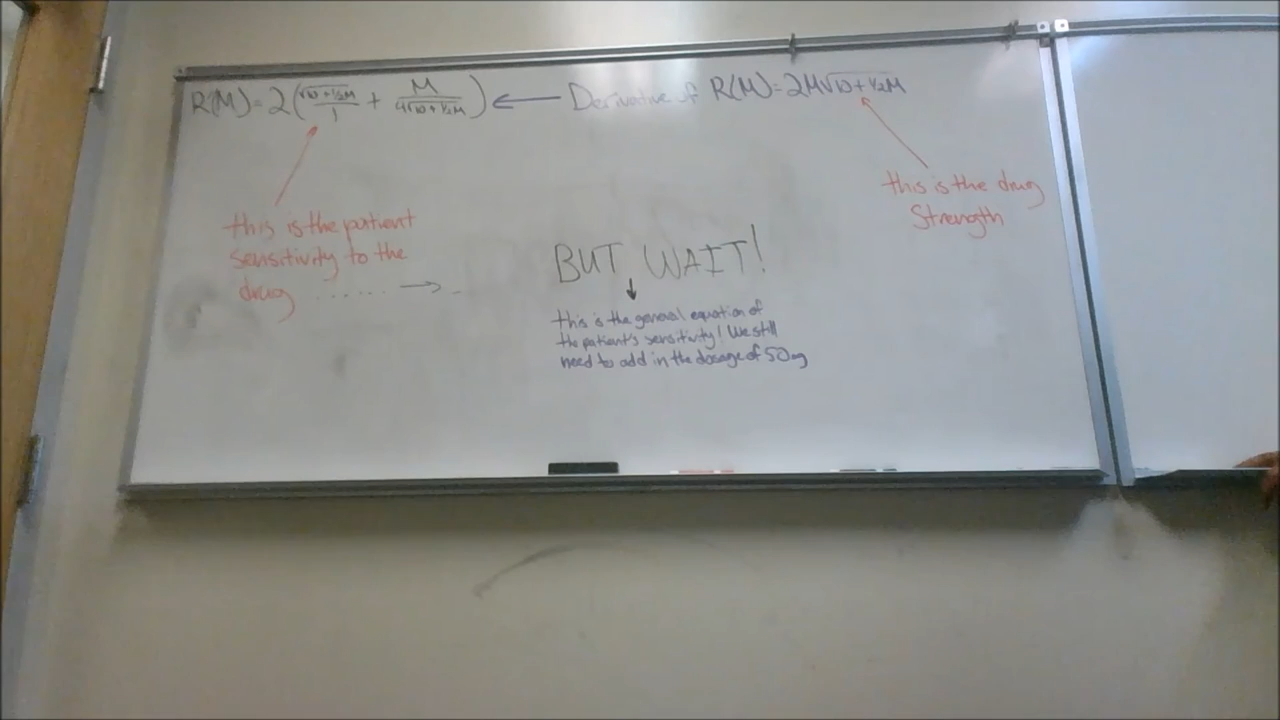 R(M)=2(√10+½M/1 + M/4√10+½M) ← Derivative of R(M)=2M√10+½M
this is the drug
Strength
this is the patient
sensitivity to the
drug ...... →
BUT WAIT!
↓
this is the general equation of
the patient's sensitivity! We still
need to add in the dosage of 50g